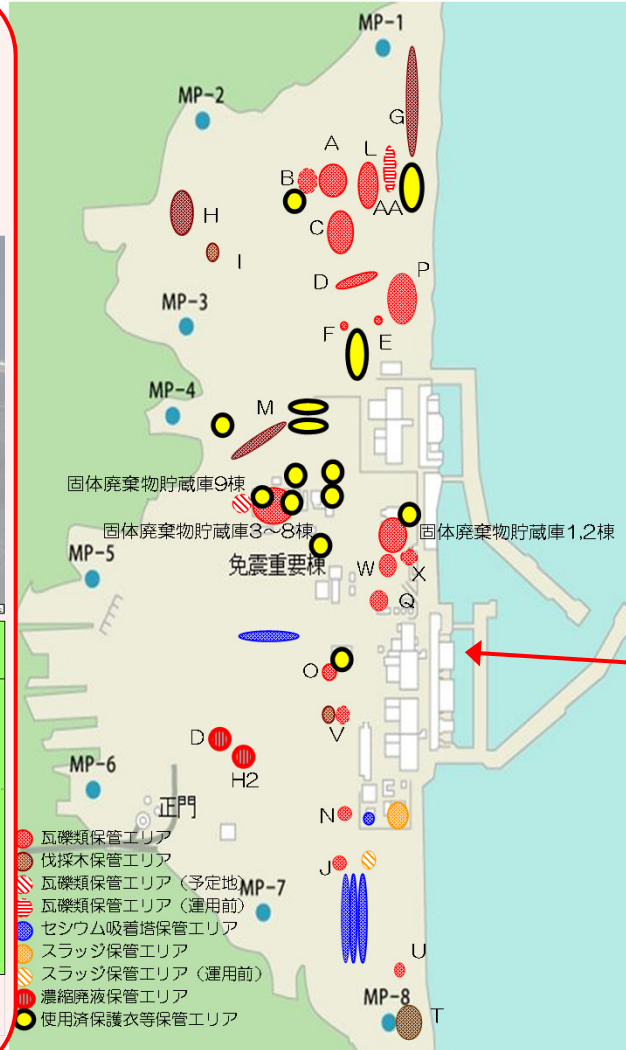 MP-1
MP-2
G
A
L
B
AA
H
C
I
D
P
MP-3
F
E
MP-4
M
固体廃棄物貯蔵庫9棟
固体廃棄物貯蔵庫3～8棟
固体廃棄物貯蔵庫1,2棟
MP-5
免震重要棟
W
X
Q
O
V
D
H2
MP-6
正門
N
J
瓦礫類保管エリア
伐採木保管エリア
瓦礫類保管エリア（予定地）
MP-7
瓦礫類保管エリア（運用前）
セシウム吸着塔保管エリア
スラッジ保管エリア
U
スラッジ保管エリア（運用前）
濃縮廃液保管エリア
MP-8
T
使用済保護衣等保管エリア